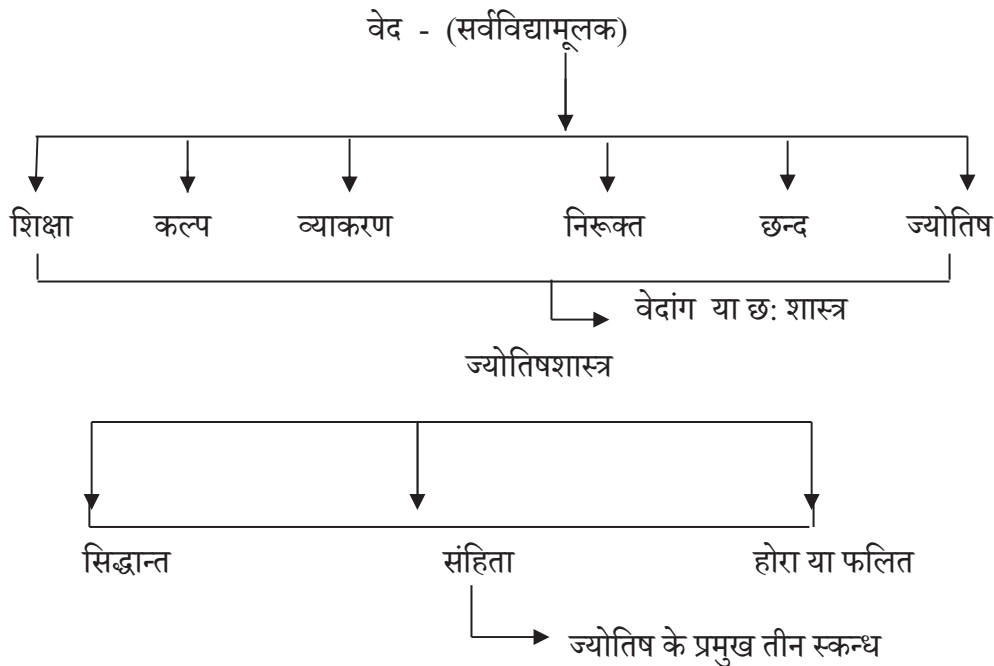 वेद - (सर्वविद्यामूलक)
शिक्षा कल्प व्याकरण निरूक्त छन्द ज्योतिष
वेदांग या छ: शास्त्र
ज्योतिषशास्त्र
सिद्धान्त संहिता होरा या फलित
ज्योतिष के प्रमुख तीन स्कन्ध